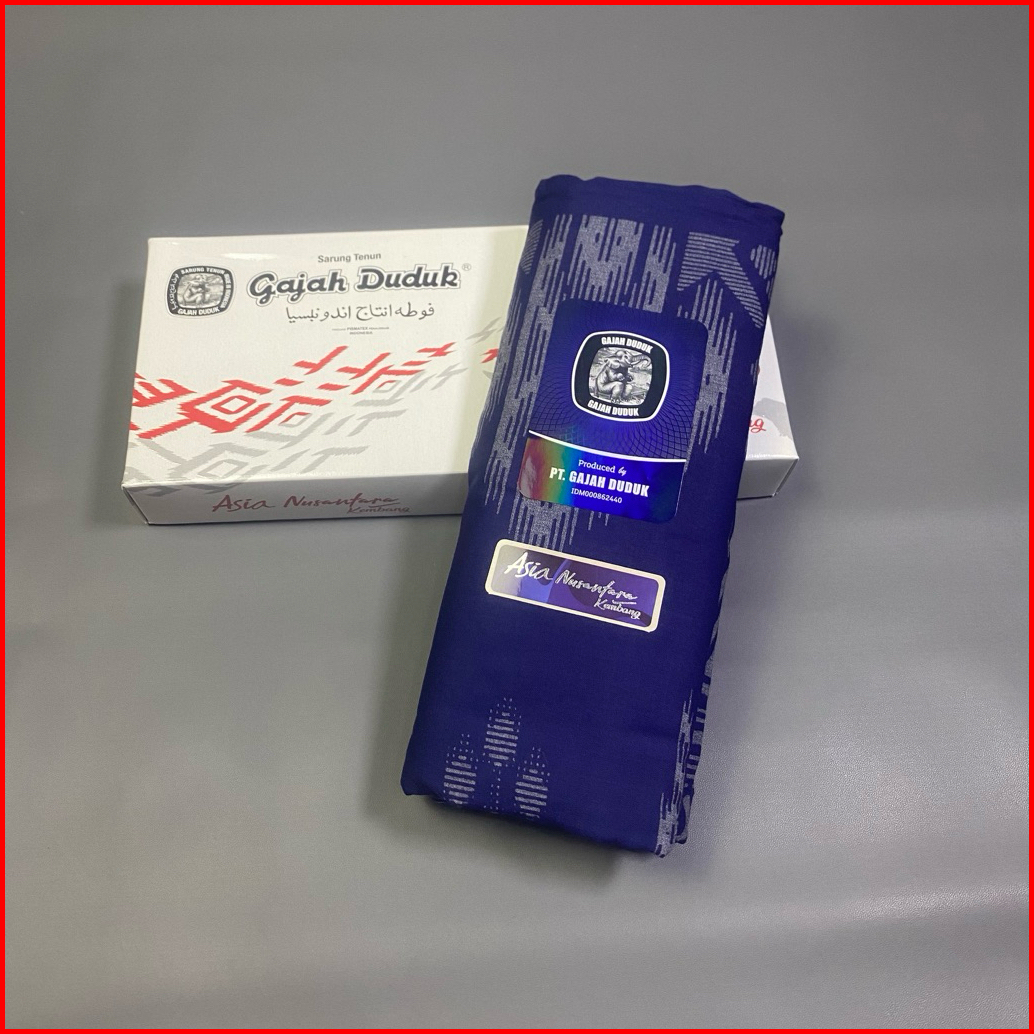 Sarung Tenun
Gajah Duduk®
فوطه انتاج اندونيسيا
INDONESIA
SARUNG TENUN
GAJAH DUDUK
Asia Nusantara
Kembang
GAJAH DUDUK
GAJAH DUDUK
Produced by
PT. GAJAH DUDUK
IDM000862440
Asia Nusantara
Kembang